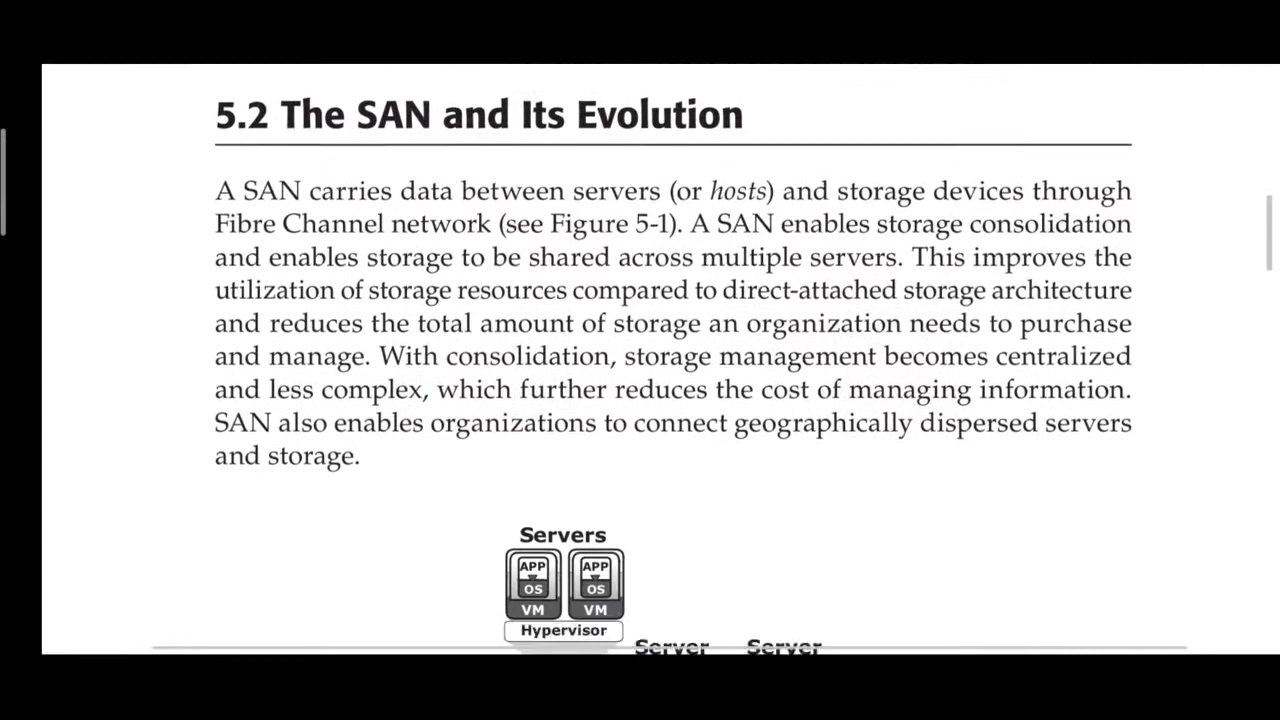 5.2 The SAN and Its Evolution
A SAN carries data between servers (or hosts) and storage devices through
Fibre Channel network (see Figure 5-1). A SAN enables storage consolidation
and enables storage to be shared across multiple servers. This improves the
utilization of storage resources compared to direct-attached storage architecture
and reduces the total amount of storage an organization needs to purchase
and manage. With consolidation, storage management becomes centralized
and less complex, which further reduces the cost of managing information.
SAN also enables organizations to connect geographically dispersed servers
and storage.
Servers
APP APP
OS OS
VM VM
Hypervisor
Server Server